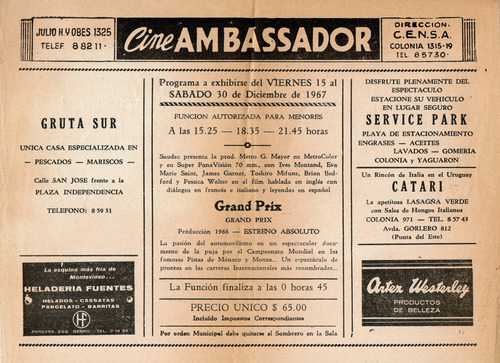 JULIO H. Y OBES 1325
TELEF. 8 82 11
Cine AMBASSADOR
DIRECCION:
C.E.N.S.A.
COLONIA 1315-19
TEL 85730
GRUTA SUR
UNICA CASA ESPECIALIZADA EN
— PESCADOS — MARISCOS —
Calle SAN JOSE frente a la
PLAZA INDEPENDENCIA
TELEFONO: 8 59 31
La esquina más fría de
Montevideo...
HELADERIA FUENTES
HELADOS - CASSATAS
PANGELATO - BARRITAS
HF
PEREYRA ESQ. BERRO
Programa a exhibirse del VIERNES 15 al
SABADO 30 de Diciembre de 1967
FUNCION AUTORIZADA PARA MENORES
A las 15.25 — 18.35 — 21.45 horas
Saudec presenta la prod. Metro G. Mayer en MetroColor
y en Super PanaVisión 70 mm., con Ives Montand, Eva
Marie Saint, James Garner, Toshiro Mifune, Brian Bed-
ford y Pessica Walter en el film hablada en inglés con
diálogos en francés e italiano y leyendas en español
Grand Prix
GRAND PRIX
Producción 1966 — ESTRENO ABSOLUTO
La pasión del automovilismo en un espectacular docu-
mento de la puja por el Campeonato Mundial en las
famosas Pistas de Mónaco y Monza... Un espectáculo de
proezas en las carreras Internacionales más renombradas...
La Función finaliza a las 0 horas 45
PRECIO UNICO $ 65.00
Incluído Impuestos Correspondientes
Por orden Municipal debe quitarse el Sombrero en la Sala
DISFRUTE PLENAMENTE DEL
ESPECTACULO
ESTACIONE SU VEHICULO
EN LUGAR SEGURO
SERVICE PARK
PLAYA DE ESTACIONAMIENTO
ENGRASES — ACEITES
LAVADOS — GOMERIA
COLONIA y YAGUARON
Un Rincón de Italia en el Uruguay
CATARI
La apetitosa LASAGNA VERDE
con Salsa de Hongos Italianos
COLONIA 971 — TEL. 8 57 43
Avda. GORLERO 812
(Punta del Este)
Arten Westerley
PRODUCTOS
DE BELLEZA